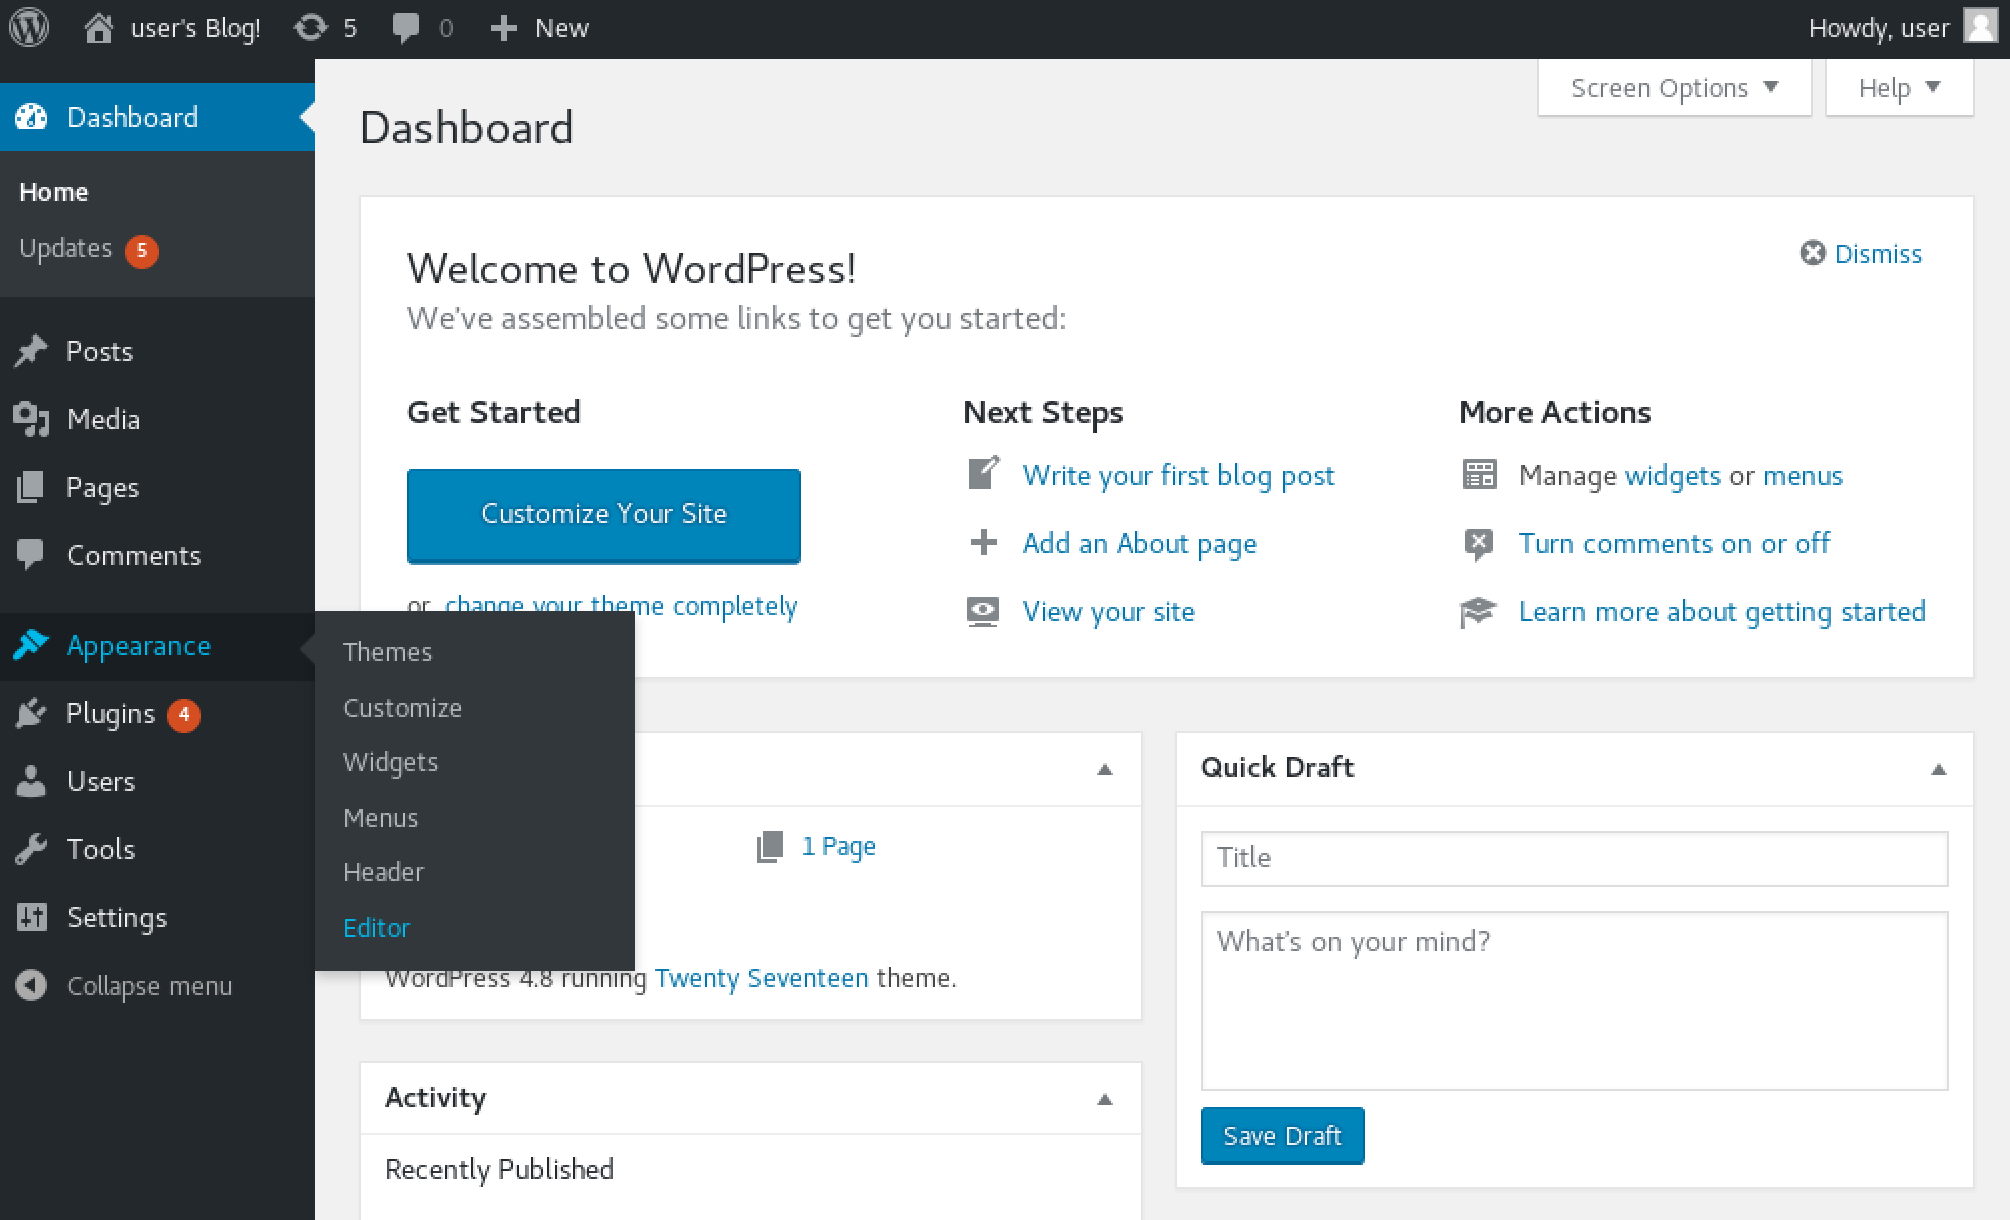 user's Blog! 5 0 New Howdy, user
Screen Options Help
Dashboard
Home
Updates 5
Posts
Media
Pages
Comments
Appearance
Plugins 4
Users
Tools
Settings
Collapse menu
Themes
Customize
Widgets
Menus
Header
Editor
Dashboard
Welcome to WordPress!
We've assembled some links to get you started:
Dismiss
Get Started
Customize Your Site
or change your theme completely
Next Steps
Write your first blog post
Add an About page
View your site
More Actions
Manage widgets or menus
Turn comments on or off
Learn more about getting started
1 Page
WordPress 4.8 running Twenty Seventeen theme.
Activity
Recently Published
Quick Draft
Title
What's on your mind?
Save Draft